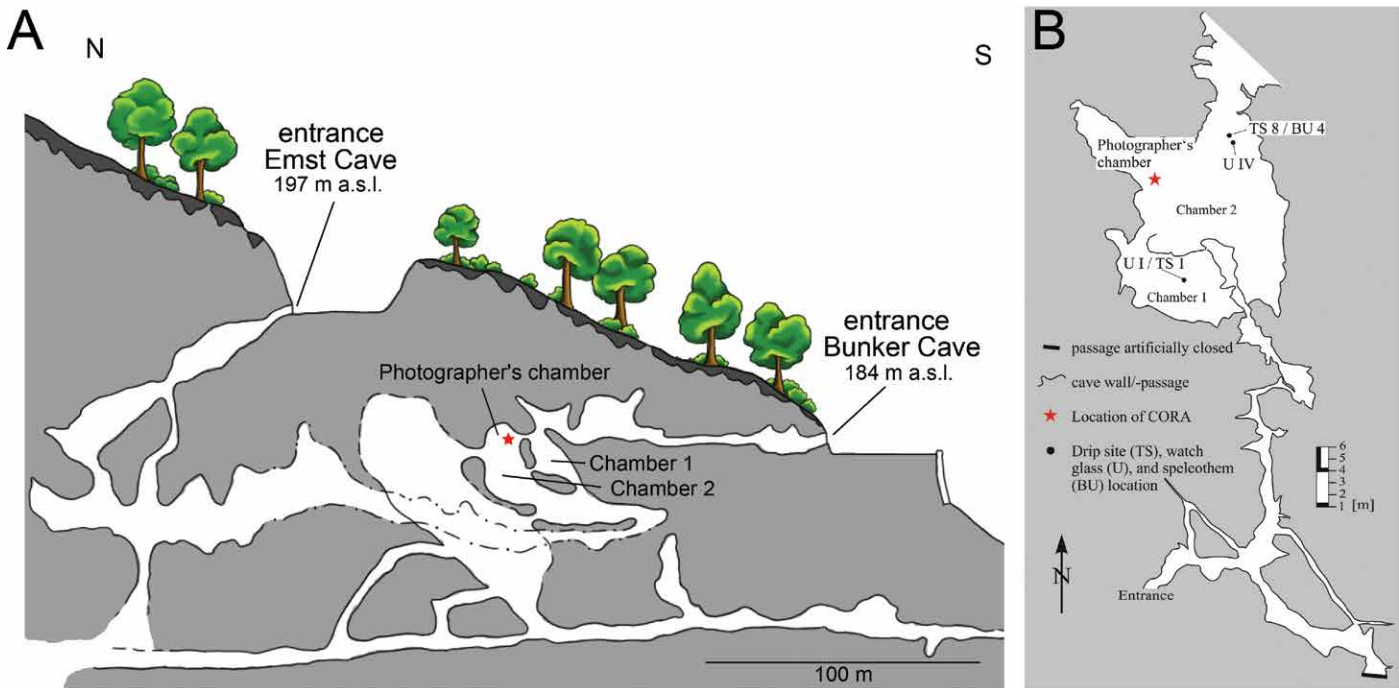 A
N
S
entrance
Emst Cave
197 m a.s.l.
entrance
Bunker Cave
184 m a.s.l.
Photographer's chamber
Chamber 1
Chamber 2
100 m
B
TS 8 / BU 4
U IV
Photographer's
chamber
Chamber 2
U I / TS 1
Chamber 1
passage artificially closed
cave wall/-passage
Location of CORA
Drip site (TS), watch
glass (U), and speleothem
(BU) location
6
5
4
3
2
1 [m]
N
Entrance